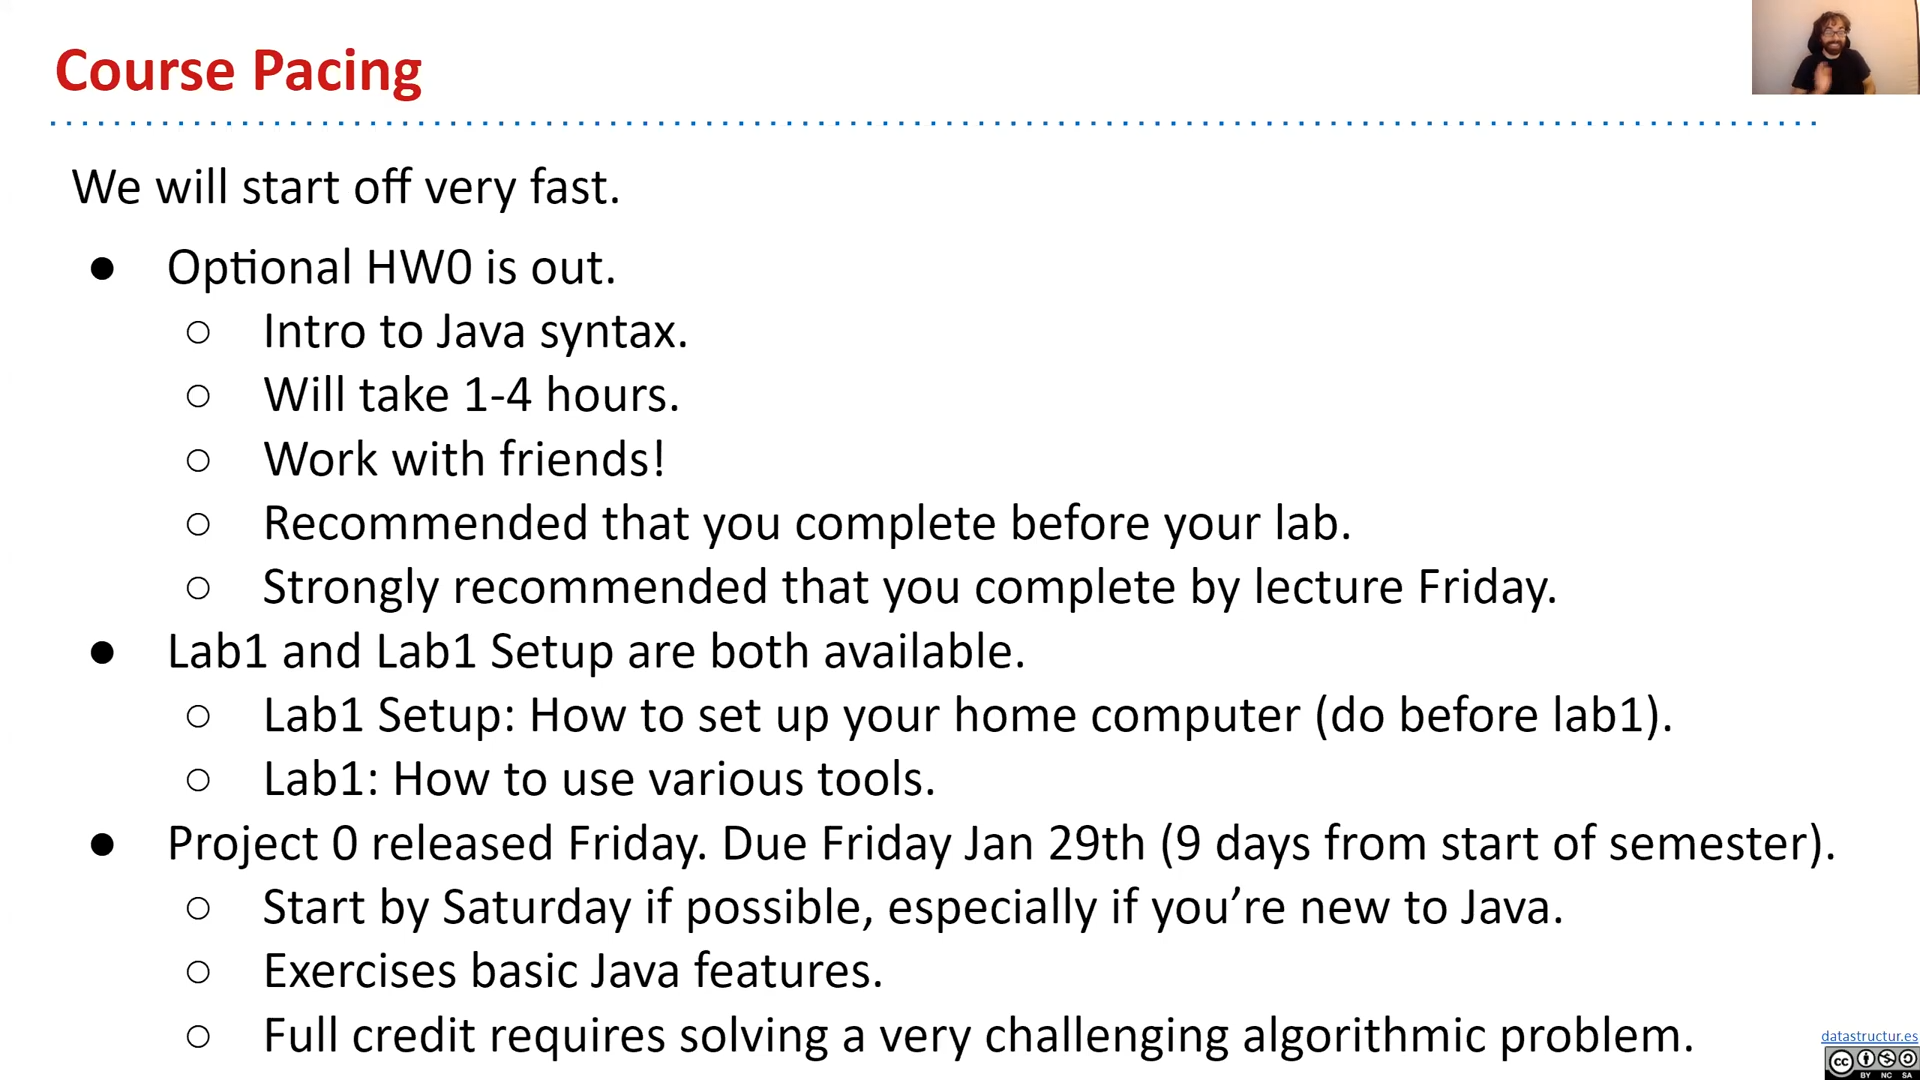 Course Pacing
We will start off very fast.
● Optional HW0 is out.
○ Intro to Java syntax.
○ Will take 1-4 hours.
○ Work with friends!
○ Recommended that you complete before your lab.
○ Strongly recommended that you complete by lecture Friday.
● Lab1 and Lab1 Setup are both available.
○ Lab1 Setup: How to set up your home computer (do before lab1).
○ Lab1: How to use various tools.
● Project 0 released Friday. Due Friday Jan 29th (9 days from start of semester).
○ Start by Saturday if possible, especially if you’re new to Java.
○ Exercises basic Java features.
○ Full credit requires solving a very challenging algorithmic problem.
datastructur.es
cc
BY NC SA